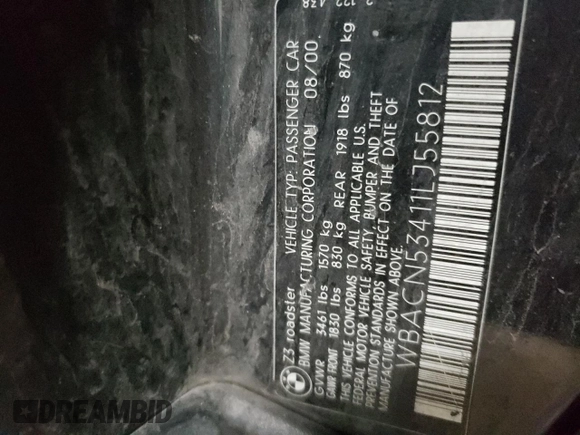 Z3 roadster VEHICLE TYP: PASSENGER CAR
BMW MANUFACTURING CORPORATION 08/00.
GVWR 3461 lbs 1570 kg
GAWR FRONT 1830 lbs 830 kg REAR 1918 lbs 870 kg
THIS VEHICLE CONFORMS TO ALL APPLICABLE U.S.
FEDERAL MOTOR VEHICLE SAFETY, BUMPER AND THEFT
PREVENTION STANDARDS IN EFFECT ON THE DATE OF
MANUFACTURE SHOWN ABOVE.
WBACN53411LJ55812
DREAMBID